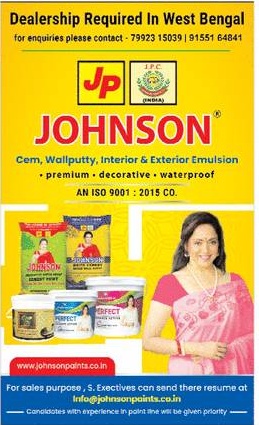 Dealership Required In West Bengal
for enquiries please contact - 79923 15039 | 91551 64841
JP
J.P.C.
(INDIA)
JOHNSON®
Cem, Wallputty, Interior & Exterior Emulsion
• premium • decorative • waterproof
AN ISO 9001 : 2015 CO.
JOHNSON
JOHNSON
CEMENT PAINT
PERFECT
PERFECT
www.johnsonpaints.co.in
For sales purpose , S. Exectives can send there resume at
Info@johnsonpaints.co.in
Candidates with experience in paint line will be given priority